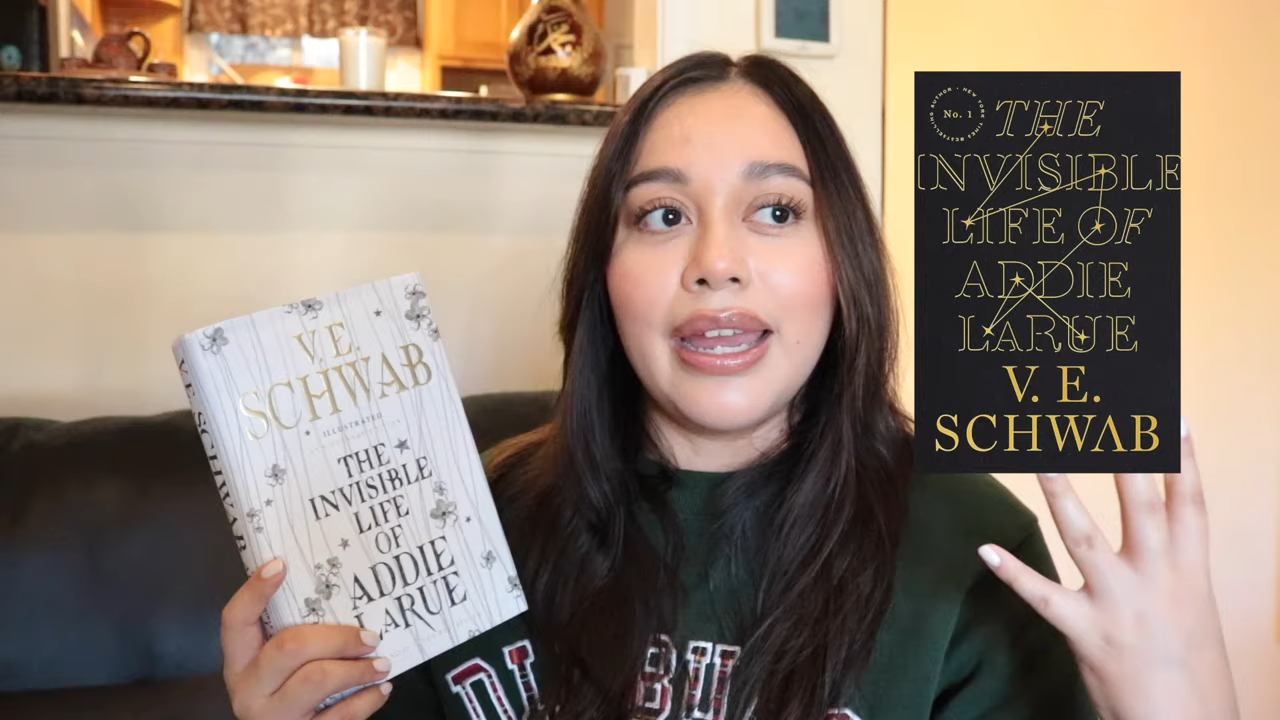 V. E.
SCHWAB
ILLUSTRATED
THE
INVISIBLE
LIFE
OF
ADDIE
LARUE
V. E. SCHWAB
No. 1
NEW YORK TIMES BESTSELLING AUTHOR
THE
INVISIBLE
LIFE OF
ADDIE
LARUE
V. E.
SCHWAB